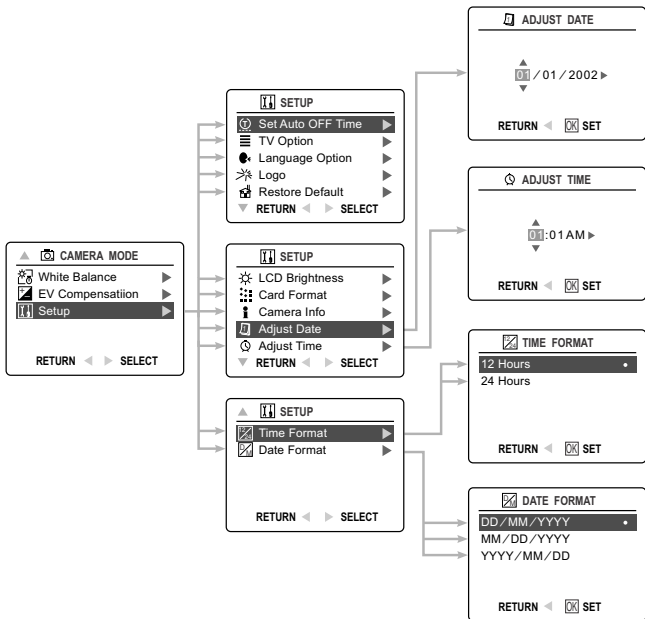 CAMERA MODE
White Balance
EV Compensatiion
Setup
RETURN SELECT
SETUP
Set Auto OFF Time
TV Option
Language Option
Logo
Restore Default
RETURN SELECT
SETUP
LCD Brightness
Card Format
Camera Info
Adjust Date
Adjust Time
RETURN SELECT
SETUP
Time Format
Date Format
RETURN SELECT
ADJUST DATE
01 / 01 / 2002
RETURN OK SET
ADJUST TIME
01:01AM
RETURN OK SET
TIME FORMAT
12 Hours
24 Hours
RETURN OK SET
DATE FORMAT
DD/MM/YYYY
MM/DD/YYYY
YYYY/MM/DD
RETURN OK SET